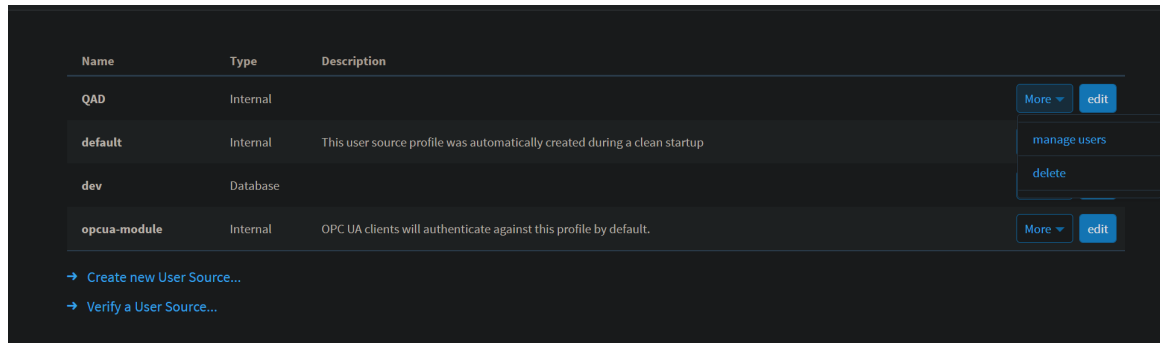 Name Type Description
QAD Internal More edit
manage users
default Internal This user source profile was automatically created during a clean startup
delete
dev Database
opcua-module Internal OPC UA clients will authenticate against this profile by default. More edit
Create new User Source...
Verify a User Source...